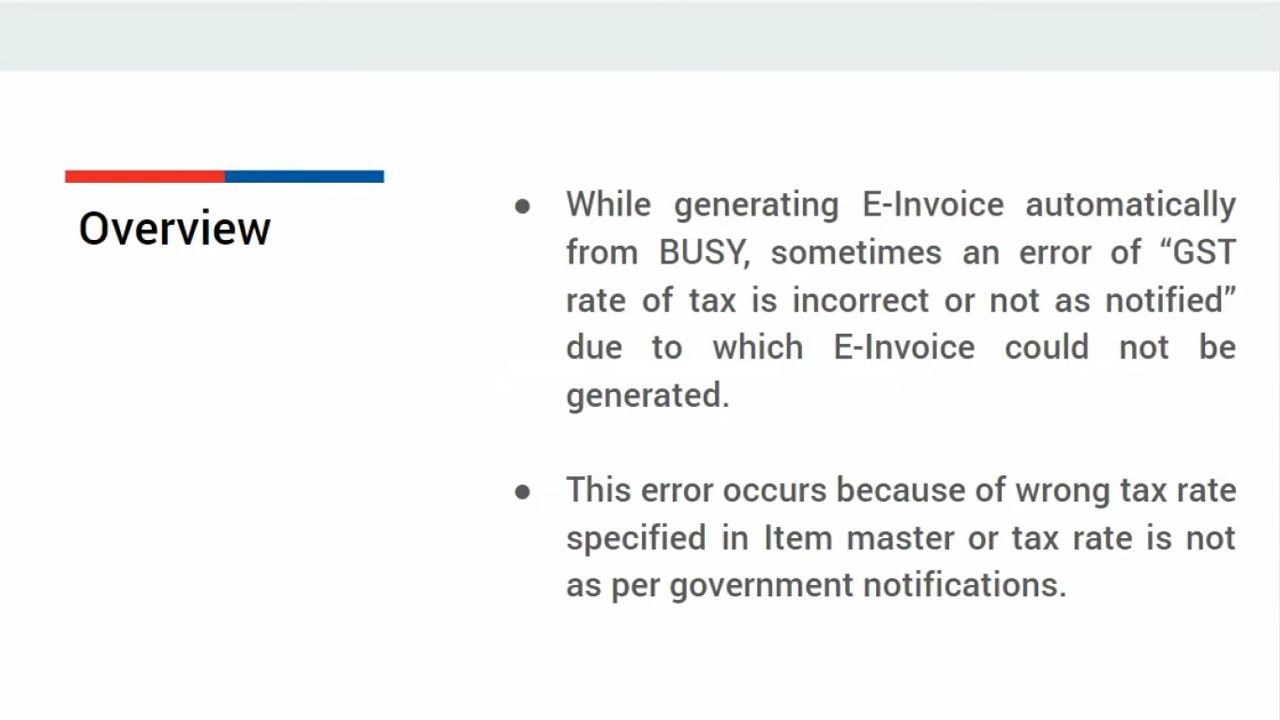 Overview
● While generating E-Invoice automatically
from BUSY, sometimes an error of “GST
rate of tax is incorrect or not as notified”
due to which E-Invoice could not be
generated.
● This error occurs because of wrong tax rate
specified in Item master or tax rate is not
as per government notifications.